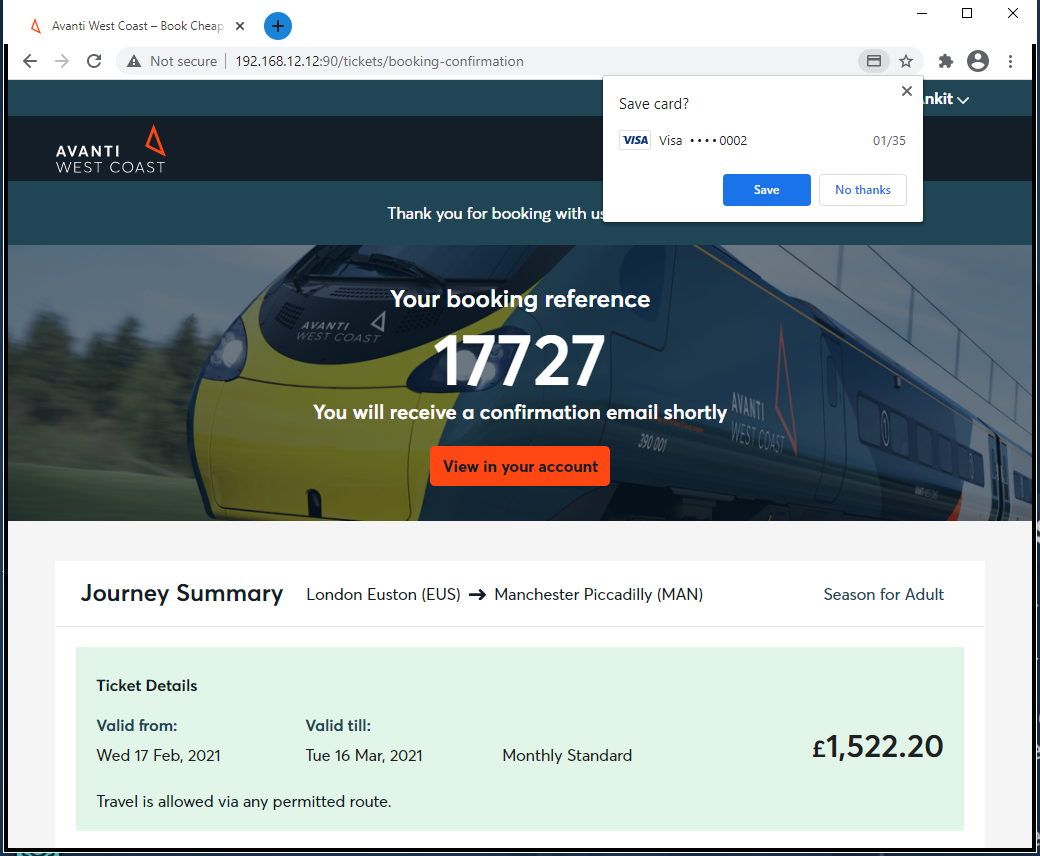 Avanti West Coast – Book Cheap
Not secure
192.168.12.12:90/tickets/booking-confirmation
Save card?
VISA Visa •••• 0002 01/35
Save No thanks
nkit
AVANTI
WEST COAST
Thank you for booking with us
Your booking reference
17727
You will receive a confirmation email shortly
View in your account
AVANTI
WEST COAST
AVANTI
WEST COAST
390 001
Journey Summary London Euston (EUS) → Manchester Piccadilly (MAN) Season for Adult
Ticket Details
Valid from: Valid till:
Wed 17 Feb, 2021 Tue 16 Mar, 2021 Monthly Standard £1,522.20
Travel is allowed via any permitted route.